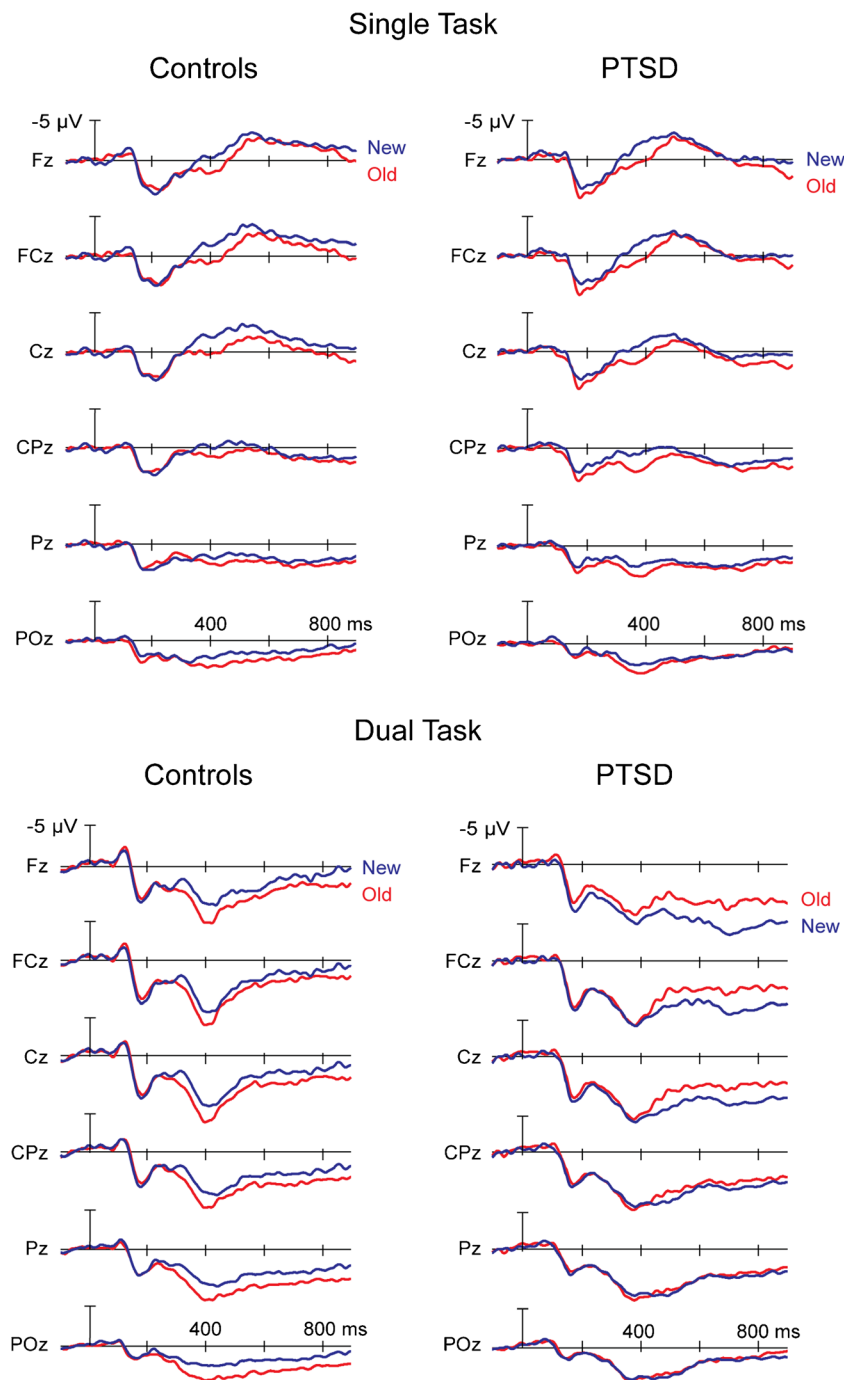 Single Task
Controls
PTSD
-5 µV
Fz
New
Old
FCz
Cz
CPz
Pz
POz
400
800 ms
-5 µV
Fz
New
Old
FCz
Cz
CPz
Pz
POz
400
800 ms
Dual Task
Controls
PTSD
-5 µV
Fz
New
Old
FCz
Cz
CPz
Pz
POz
400
800 ms
-5 µV
Fz
Old
New
FCz
Cz
CPz
Pz
POz
400
800 ms